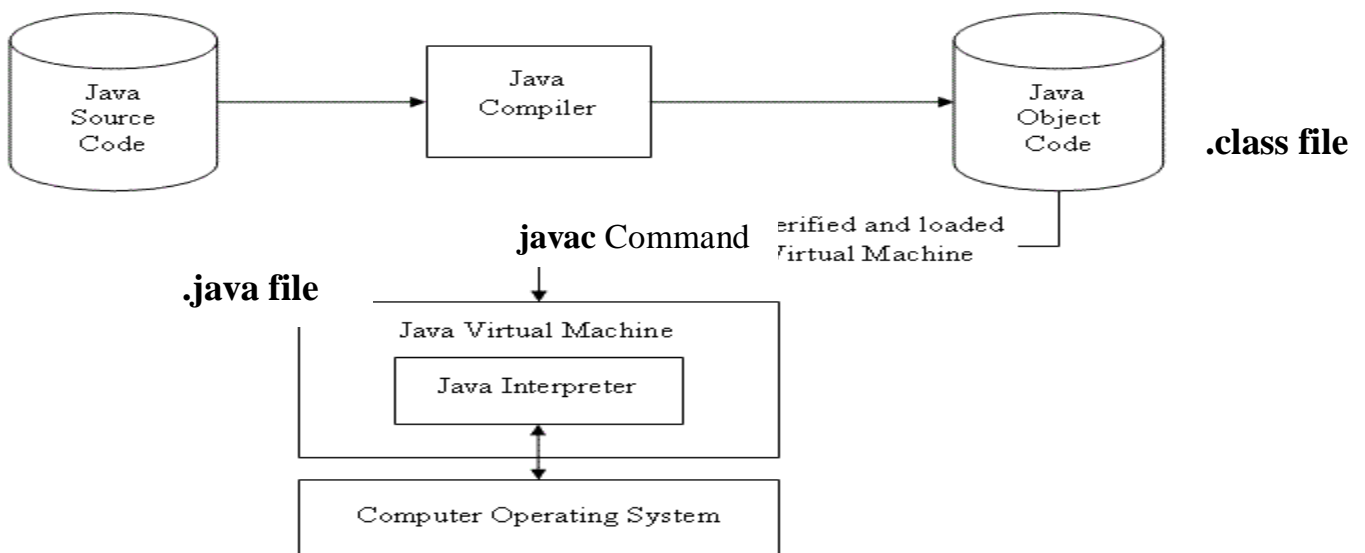 Java
Source
Code
Java
Compiler
Java
Object
Code
.class file
javac Command
erified and loaded
Virtual Machine
.java file
Java Virtual Machine
Java Interpreter
Computer Operating System